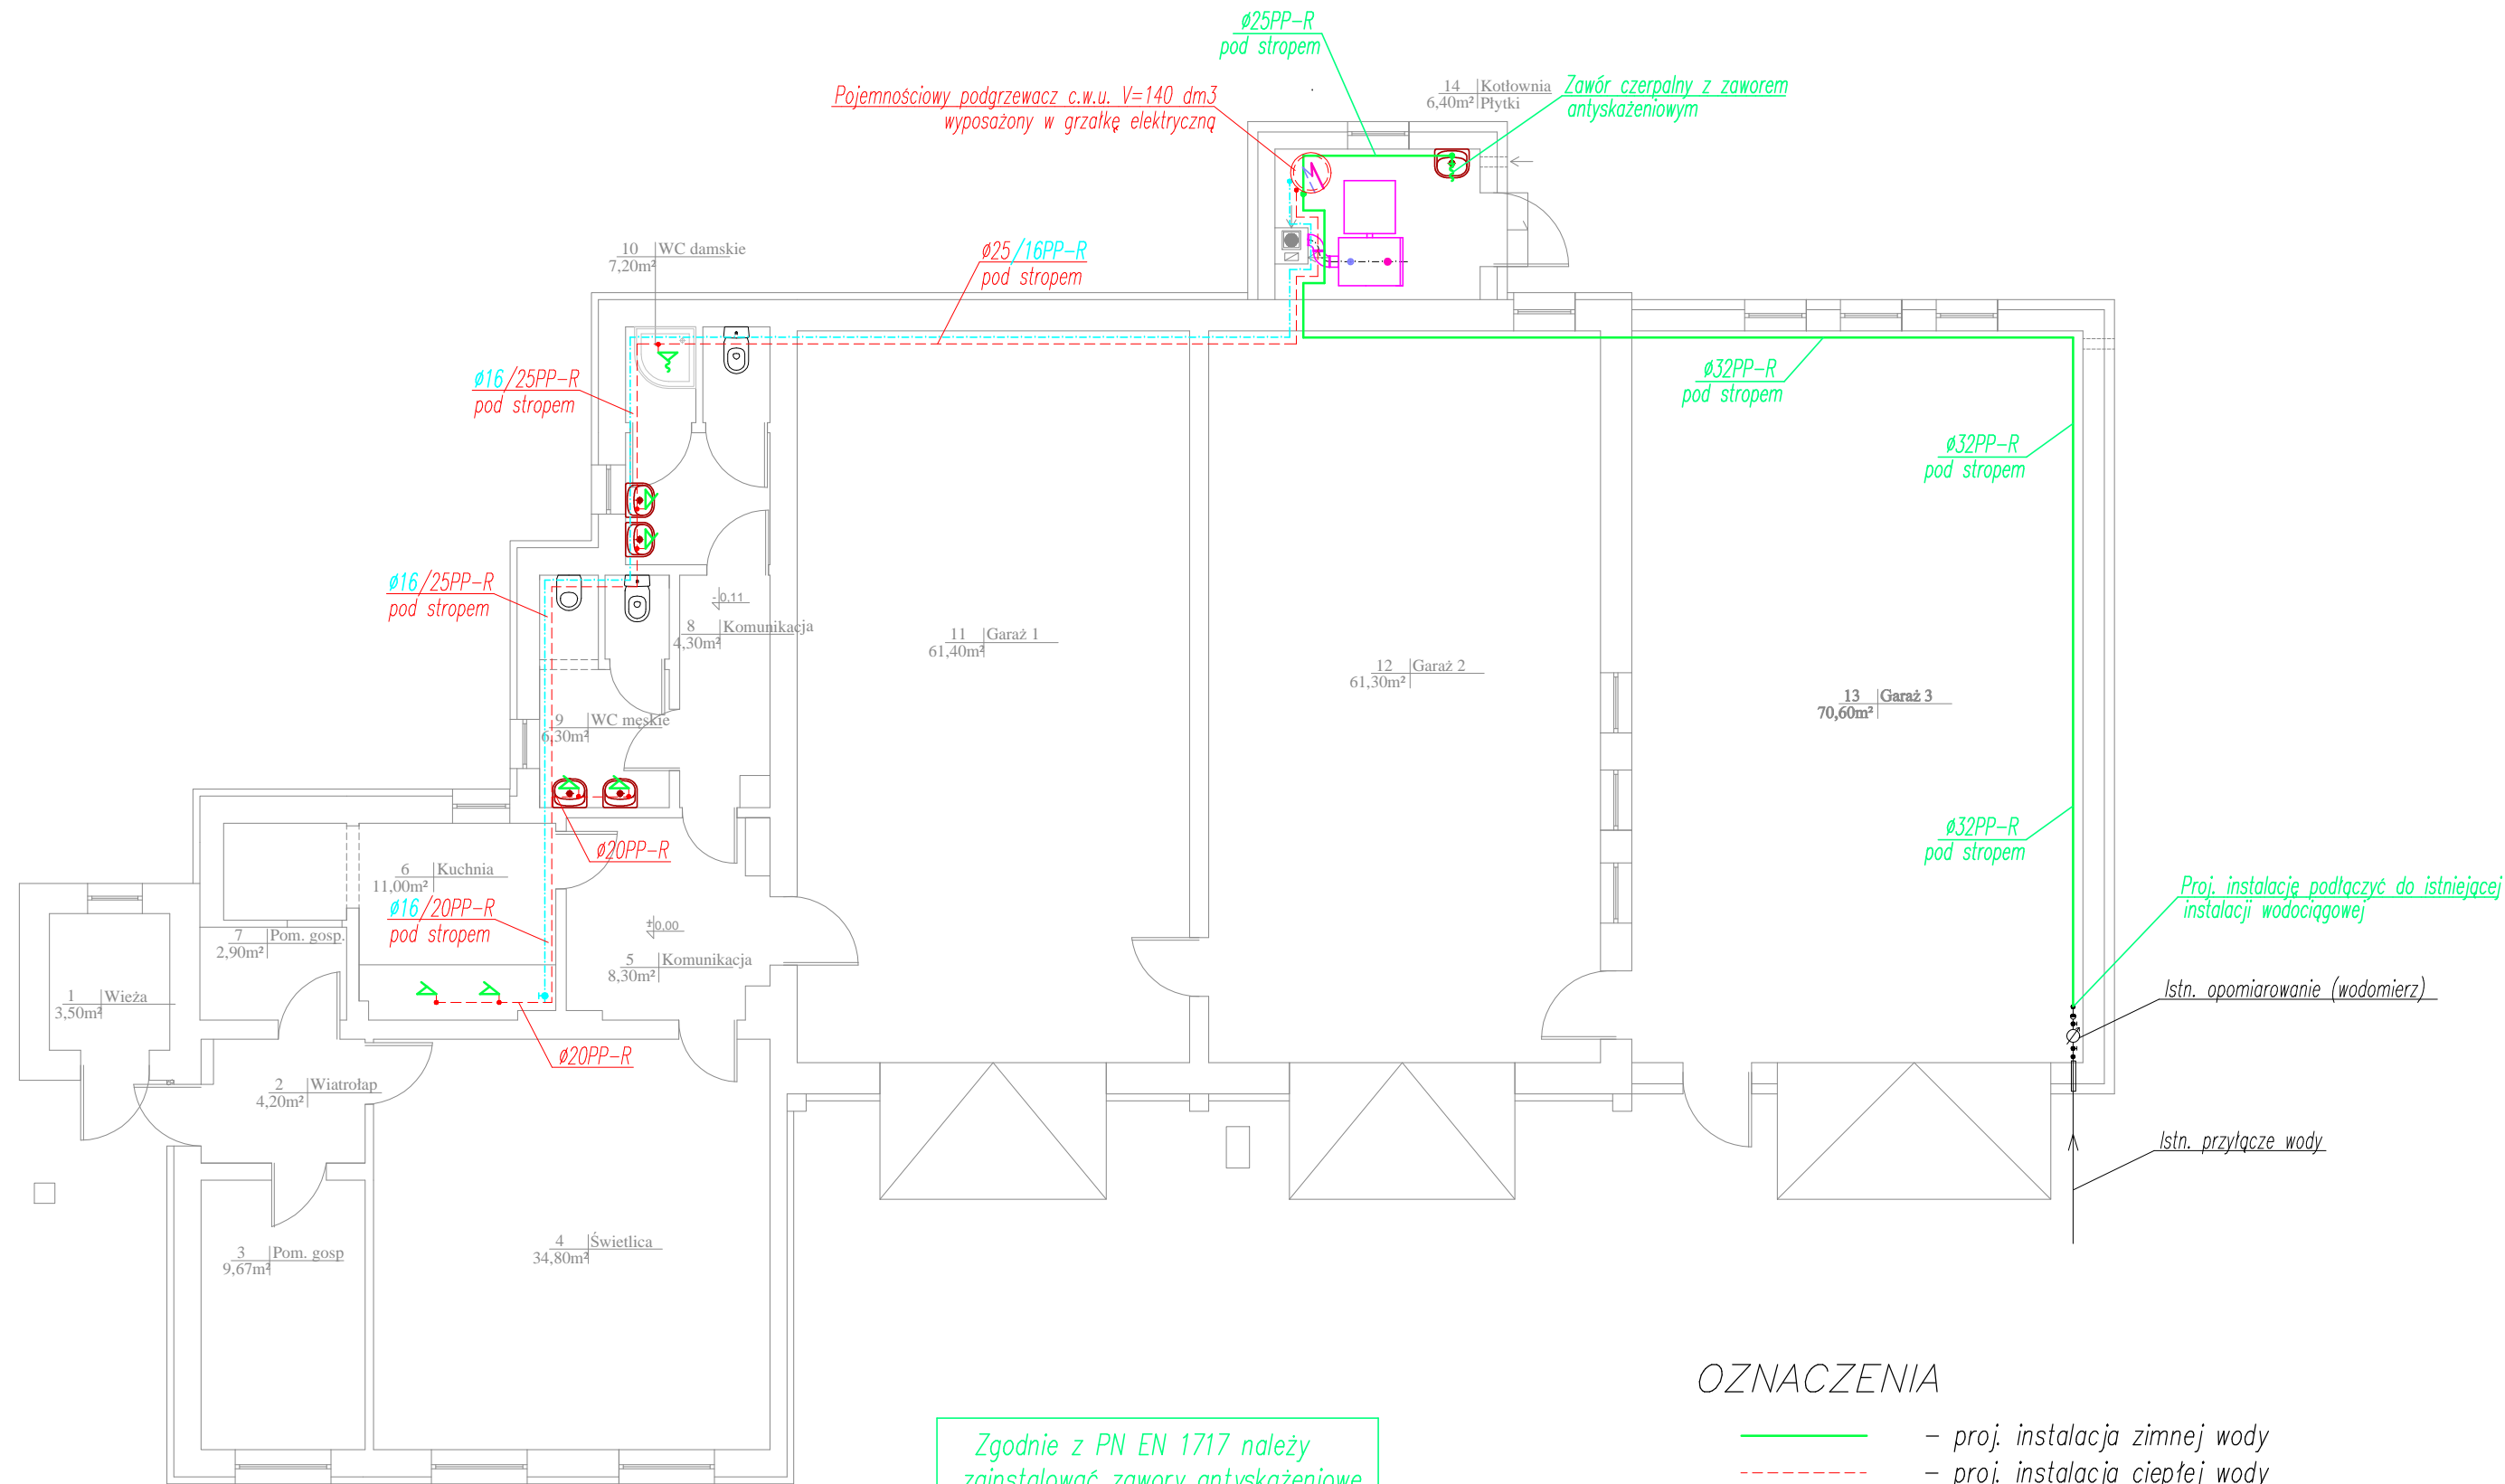 ø25PP-R
pod stropem
Pojemnościowy podgrzewacz c.w.u. V=140 dm3
wyposażony w grzałkę elektryczną
14 Kotłownia
6,40m² Płytki
Zawór czerpalny z zaworem
antyskażeniowym
10 WC damskie
7,20m²
ø25/16PP-R
pod stropem
ø16/25PP-R
pod stropem
ø32PP-R
pod stropem
ø32PP-R
pod stropem
ø16/25PP-R
pod stropem
-0,11
8 Komunikacja
4,30m²
11 Garaż 1
61,40m²
12 Garaż 2
61,30m²
13 Garaż 3
70,60m²
9 WC męskie
6,30m²
ø20PP-R
ø32PP-R
pod stropem
6 Kuchnia
11,00m²
ø16/20PP-R
pod stropem
Proj. instalację podłączyć do istniejącej
instalacji wodociągowej
±0,00
7 Pom. gosp.
2,90m²
5 Komunikacja
8,30m²
1 Wieża
3,50m²
Istn. opomiarowanie (wodomierz)
ø20PP-R
2 Wiatrołap
4,20m²
Istn. przyłącze wody
3 Pom. gosp
9,67m²
4 Świetlica
34,80m²
OZNACZENIA
Zgodnie z PN EN 1717 należy
zainstalować zawory antyskażeniowe
- proj. instalacja zimnej wody
- proj. instalacja ciepłej wody